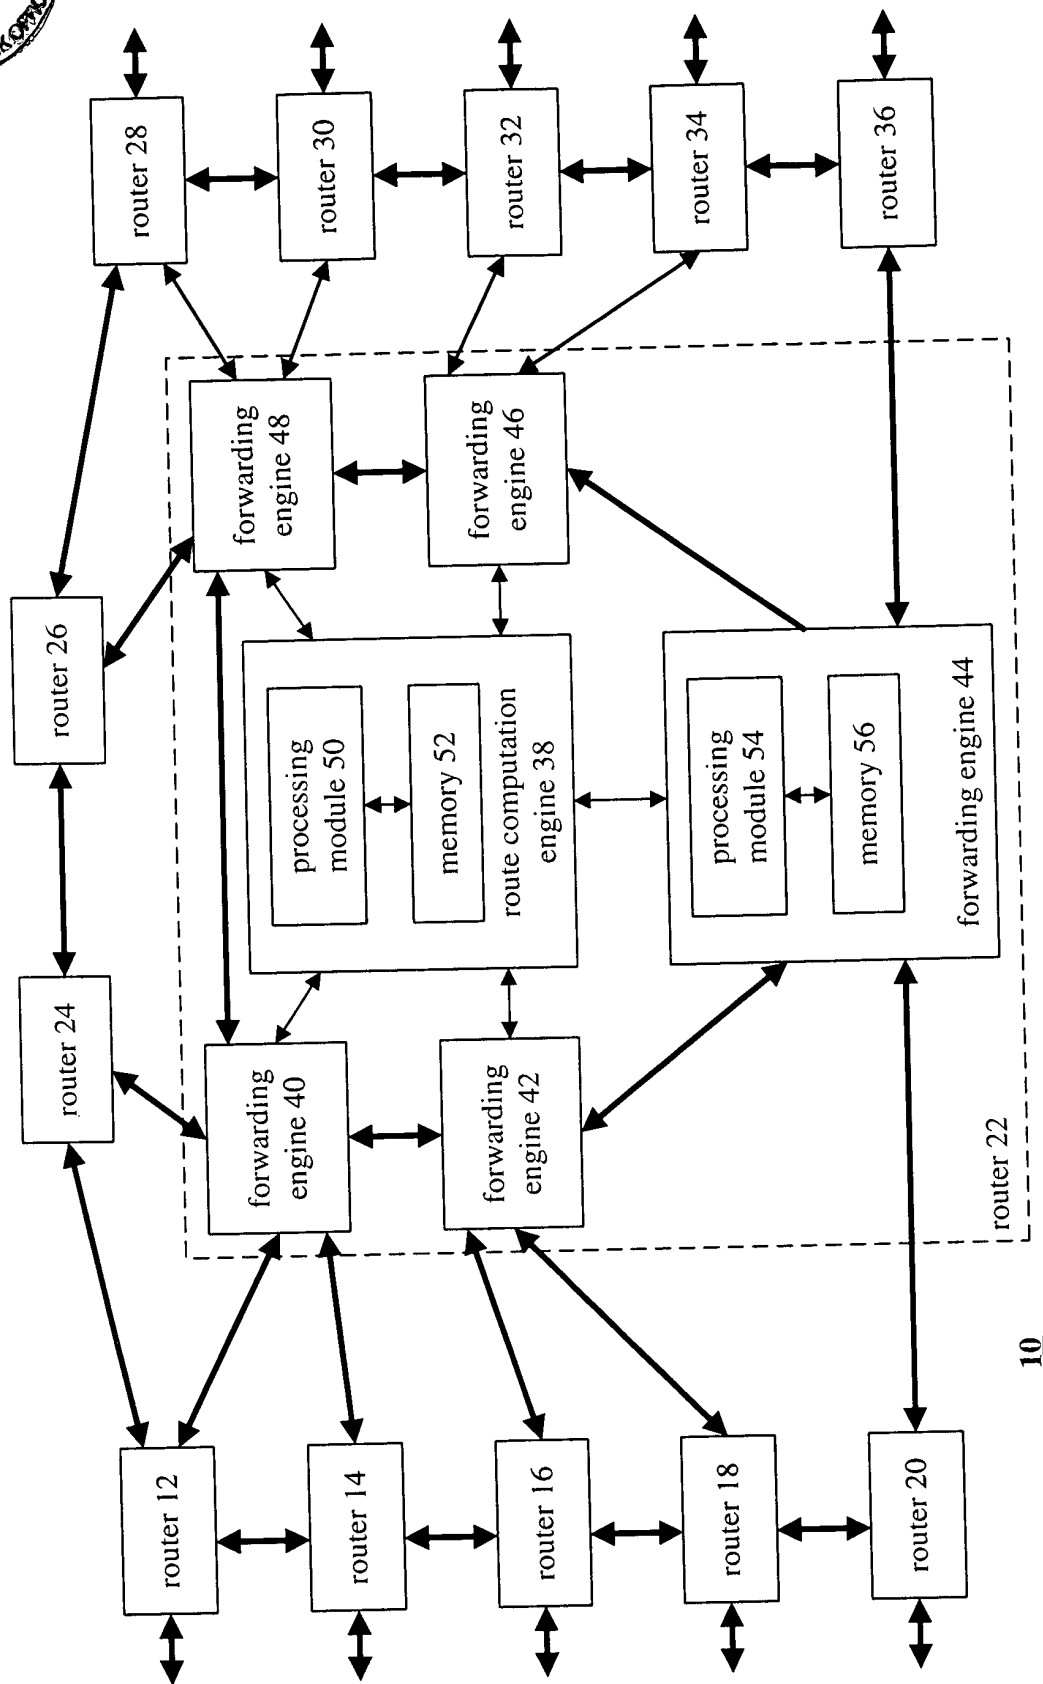 router 12
router 14
router 16
router 18
router 20
router 24
router 26
forwarding
engine 40
forwarding
engine 42
processing
module 50
memory 52
route computation
engine 38
processing
module 54
memory 56
forwarding engine 44
forwarding
engine 48
forwarding
engine 46
router 22
router 28
router 30
router 32
router 34
router 36
10